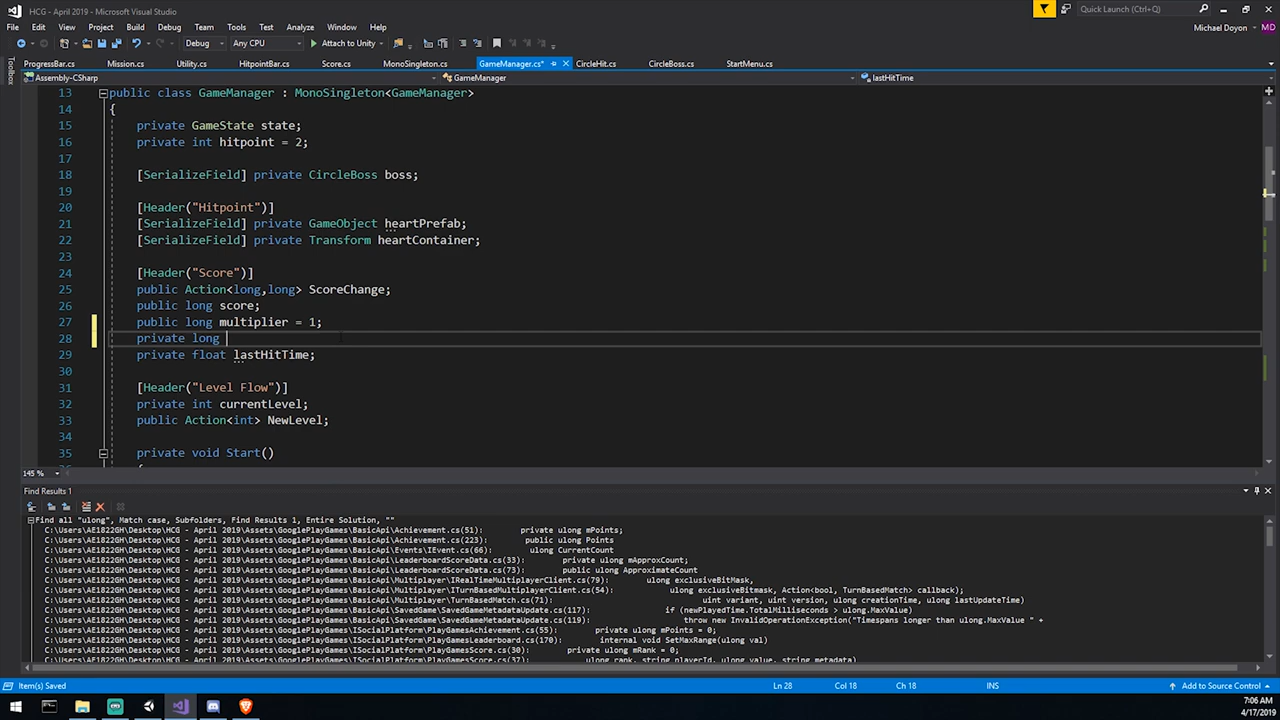 HCG - April 2019 - Microsoft Visual Studio
Quick Launch (Ctrl+Q)
File Edit View Project Build Debug Team Tools Test Analyze Window Help
Michael Doyon MD
Debug Any CPU Attach to Unity
ProgressBar.cs Mission.cs Utility.cs HitpointBar.cs Score.cs MonoSingleton.cs GameManager.cs* CircleHit.cs CircleBoss.cs StartMenu.cs
Toolbox
Assembly-CSharp GameManager lastHitTime
13 public class GameManager : MonoSingleton<GameManager>
14 {
15 private GameState state;
16 private int hitpoint = 2;
17
18 [SerializeField] private CircleBoss boss;
19
20 [Header("Hitpoint")]
21 [SerializeField] private GameObject heartPrefab;
22 [SerializeField] private Transform heartContainer;
23
24 [Header("Score")]
25 public Action<long,long> ScoreChange;
26 public long score;
27 public long multiplier = 1;
28 private long
29 private float lastHitTime;
30
31 [Header("Level Flow")]
32 private int currentLevel;
33 public Action<int> NewLevel;
34
35 private void Start()
36 {
145 %
Find Results 1
Find all "ulong", Match case, Subfolders, Find Results 1, Entire Solution, ""
C:\Users\AE1822GH\Desktop\HCG - April 2019\Assets\GooglePlayGames\BasicApi\Achievement.cs(51): private ulong mPoints;
C:\Users\AE1822GH\Desktop\HCG - April 2019\Assets\GooglePlayGames\BasicApi\Achievement.cs(223): public ulong Points
C:\Users\AE1822GH\Desktop\HCG - April 2019\Assets\GooglePlayGames\BasicApi\Events\IEvent.cs(66): ulong CurrentCount
C:\Users\AE1822GH\Desktop\HCG - April 2019\Assets\GooglePlayGames\BasicApi\LeaderboardScoreData.cs(33): private ulong mApproxCount;
C:\Users\AE1822GH\Desktop\HCG - April 2019\Assets\GooglePlayGames\BasicApi\LeaderboardScoreData.cs(73): public ulong ApproximateCount
C:\Users\AE1822GH\Desktop\HCG - April 2019\Assets\GooglePlayGames\BasicApi\Multiplayer\IRealTimeMultiplayerClient.cs(79): ulong exclusiveBitMask,
C:\Users\AE1822GH\Desktop\HCG - April 2019\Assets\GooglePlayGames\BasicApi\Multiplayer\ITurnBasedMultiplayerClient.cs(54): ulong exclusiveBitmask, Action<bool, TurnBasedMatch> callback);
C:\Users\AE1822GH\Desktop\HCG - April 2019\Assets\GooglePlayGames\BasicApi\Multiplayer\TurnBasedMatch.cs(71): uint variant, uint version, ulong creationTime, ulong lastUpdateTime)
C:\Users\AE1822GH\Desktop\HCG - April 2019\Assets\GooglePlayGames\BasicApi\SavedGame\SavedGameMetadataUpdate.cs(117): if (newPlayedTime.TotalMilliseconds > ulong.MaxValue)
C:\Users\AE1822GH\Desktop\HCG - April 2019\Assets\GooglePlayGames\BasicApi\SavedGame\SavedGameMetadataUpdate.cs(119): throw new InvalidOperationException("Timespans longer than ulong.MaxValue " +
C:\Users\AE1822GH\Desktop\HCG - April 2019\Assets\GooglePlayGames\ISocialPlatform\PlayGamesAchievement.cs(55): private ulong mPoints = 0;
C:\Users\AE1822GH\Desktop\HCG - April 2019\Assets\GooglePlayGames\ISocialPlatform\PlayGamesLeaderboard.cs(170): internal void SetMaxRange(ulong val)
C:\Users\AE1822GH\Desktop\HCG - April 2019\Assets\GooglePlayGames\ISocialPlatform\PlayGamesScore.cs(30): private ulong mRank = 0;
C:\Users\AE1822GH\Desktop\HCG - April 2019\Assets\GooglePlayGames\ISocialPlatform\PlayGamesScore.cs(37): ulong rank, string playerId, ulong value, string metadata)
Item(s) Saved Ln 28 Col 18 Ch 18 INS Add to Source Control
7:06 AM
4/17/2019